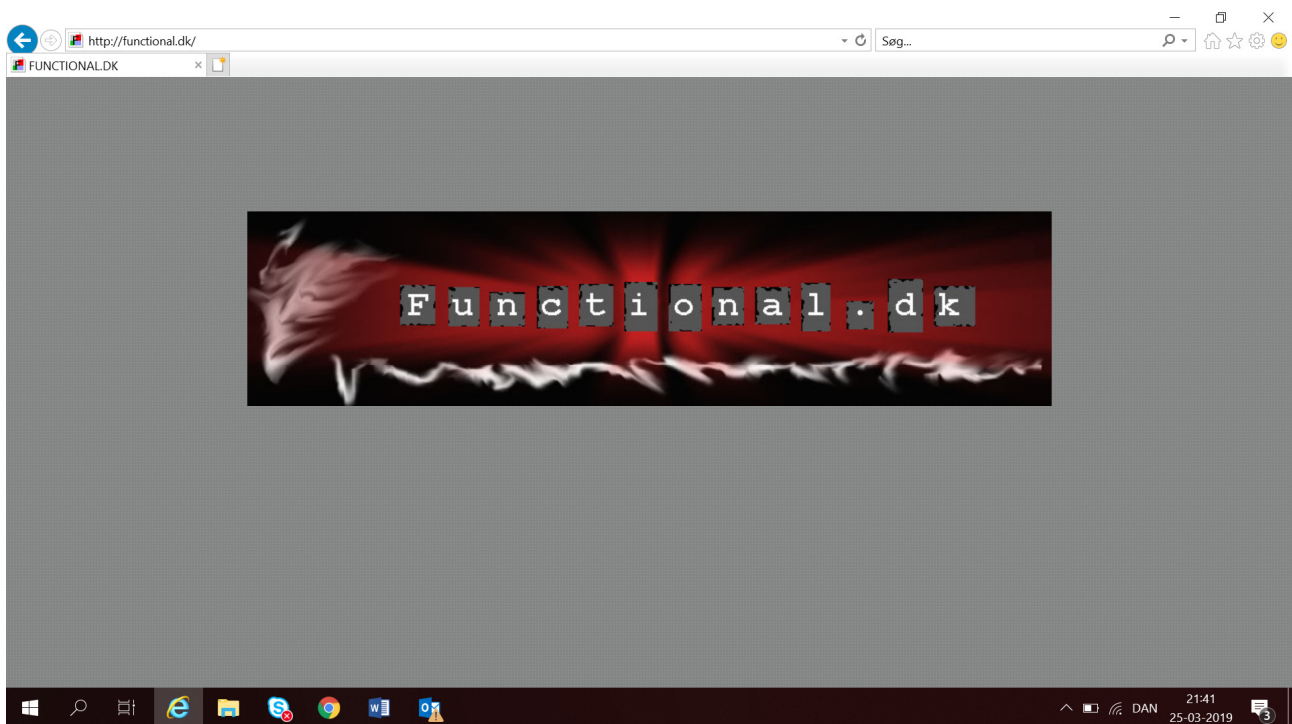 http://functional.dk/
Søg...
FUNCTIONAL.DK
Functional.dk
DAN
21:41
25-03-2019
3